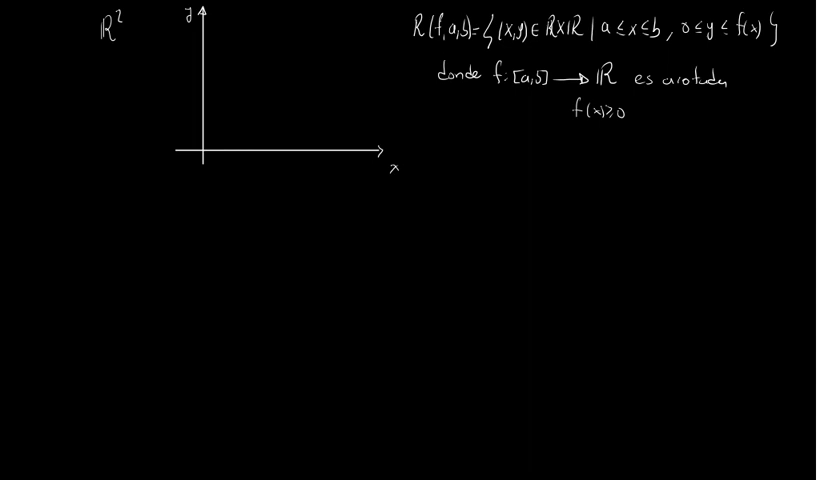 ℝ²
y
x
R(f,a,b)={(x,y)∈ℝxℝ | a≤x≤b, 0≤y≤f(x)}
donde f:[a,b]→ℝ es acotada
f(x)≥0